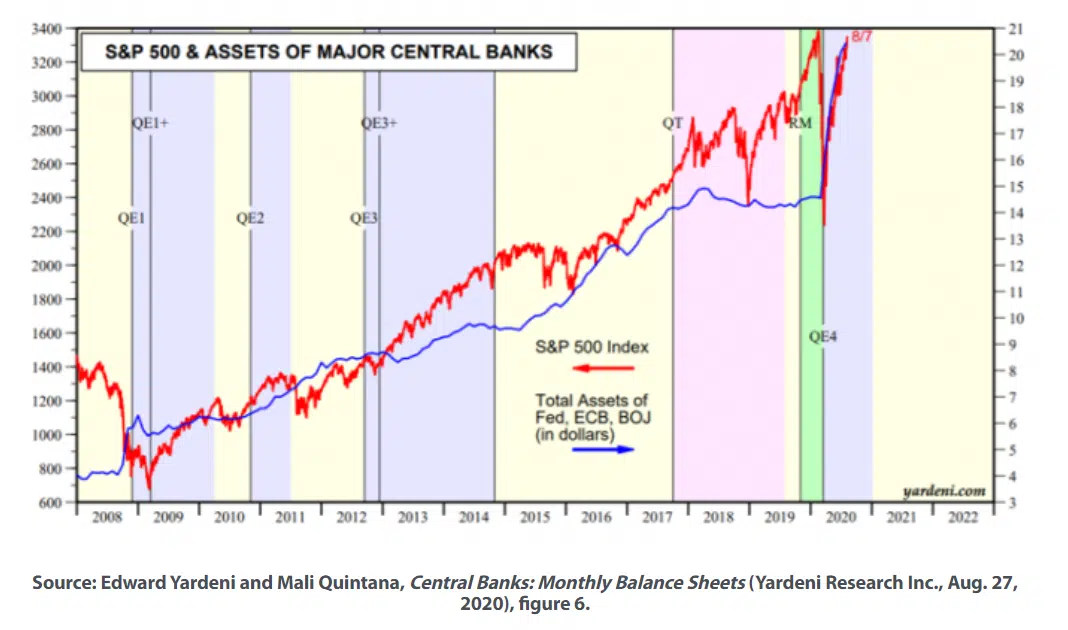 S&P 500 & ASSETS OF MAJOR CENTRAL BANKS
8/7
3400
3200
3000
2800
2600
2400
2200
2000
1800
1600
1400
1200
1000
800
600
21
20
19
18
17
16
15
14
13
12
11
10
9
8
7
6
5
4
3
QE1+
QE3+
QT
RM
QE1
QE2
QE3
QE4
S&P 500 Index
Total Assets of
Fed, ECB, BOJ
(in dollars)
yardeni.com
2008 2009 2010 2011 2012 2013 2014 2015 2016 2017 2018 2019 2020 2021 2022
Source: Edward Yardeni and Mali Quintana, Central Banks: Monthly Balance Sheets (Yardeni Research Inc., Aug. 27,
2020), figure 6.